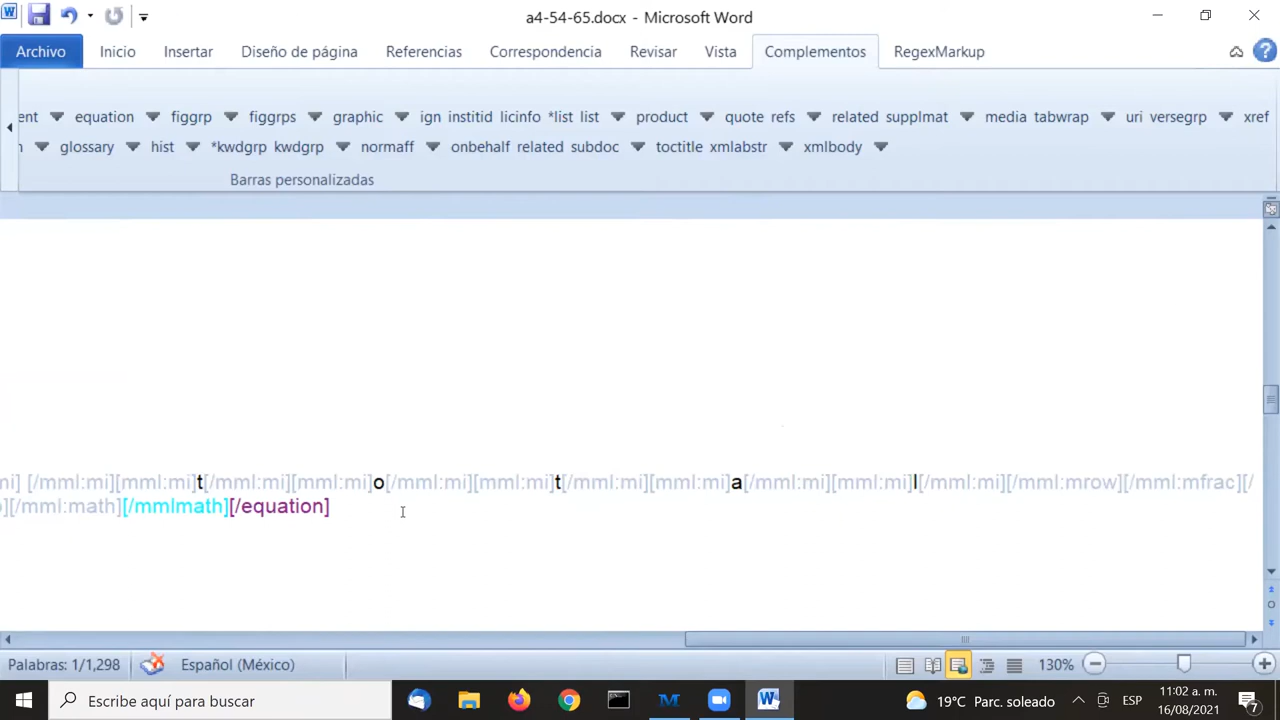 a4-54-65.docx - Microsoft Word
Archivo Inicio Insertar Diseño de página Referencias Correspondencia Revisar Vista Complementos RegexMarkup
ent equation figgrp figgrps graphic ign institid licinfo *list list product quote refs related supplmat media tabwrap uri versegrp xref
glossary hist *kwdgrp kwdgrp normaff onbehalf related subdoc toctitle xmlabstr xmlbody
Barras personalizadas
mi] [/mml:mi][mml:mi]t[/mml:mi][mml:mi]o[/mml:mi][mml:mi]t[/mml:mi][mml:mi]a[/mml:mi][mml:mi]l[/mml:mi][/mml:mrow][/mml:mfrac][/
][/mml:math][/mmlmath][/equation]
Palabras: 1/1,298 Español (México) 130%
Escribe aquí para buscar 19°C Parc. soleado ESP 11:02 a. m.
16/08/2021 7